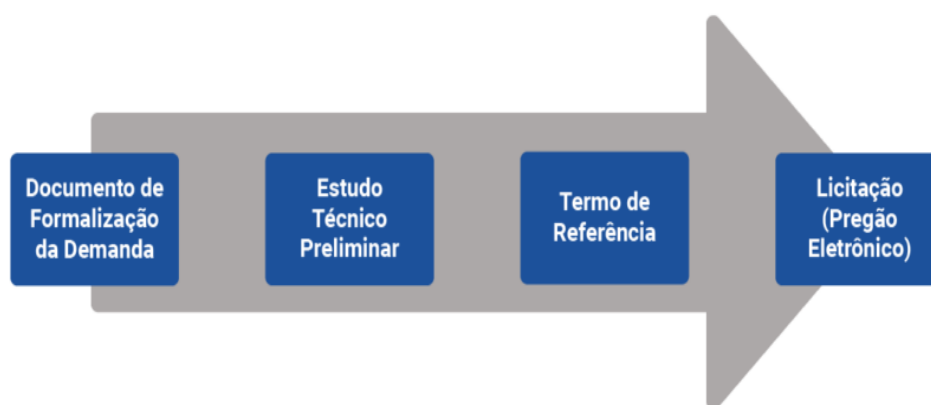 Documento de
Formalização
da Demanda
Estudo
Técnico
Preliminar
Termo de
Referência
Licitação
(Pregão
Eletrônico)